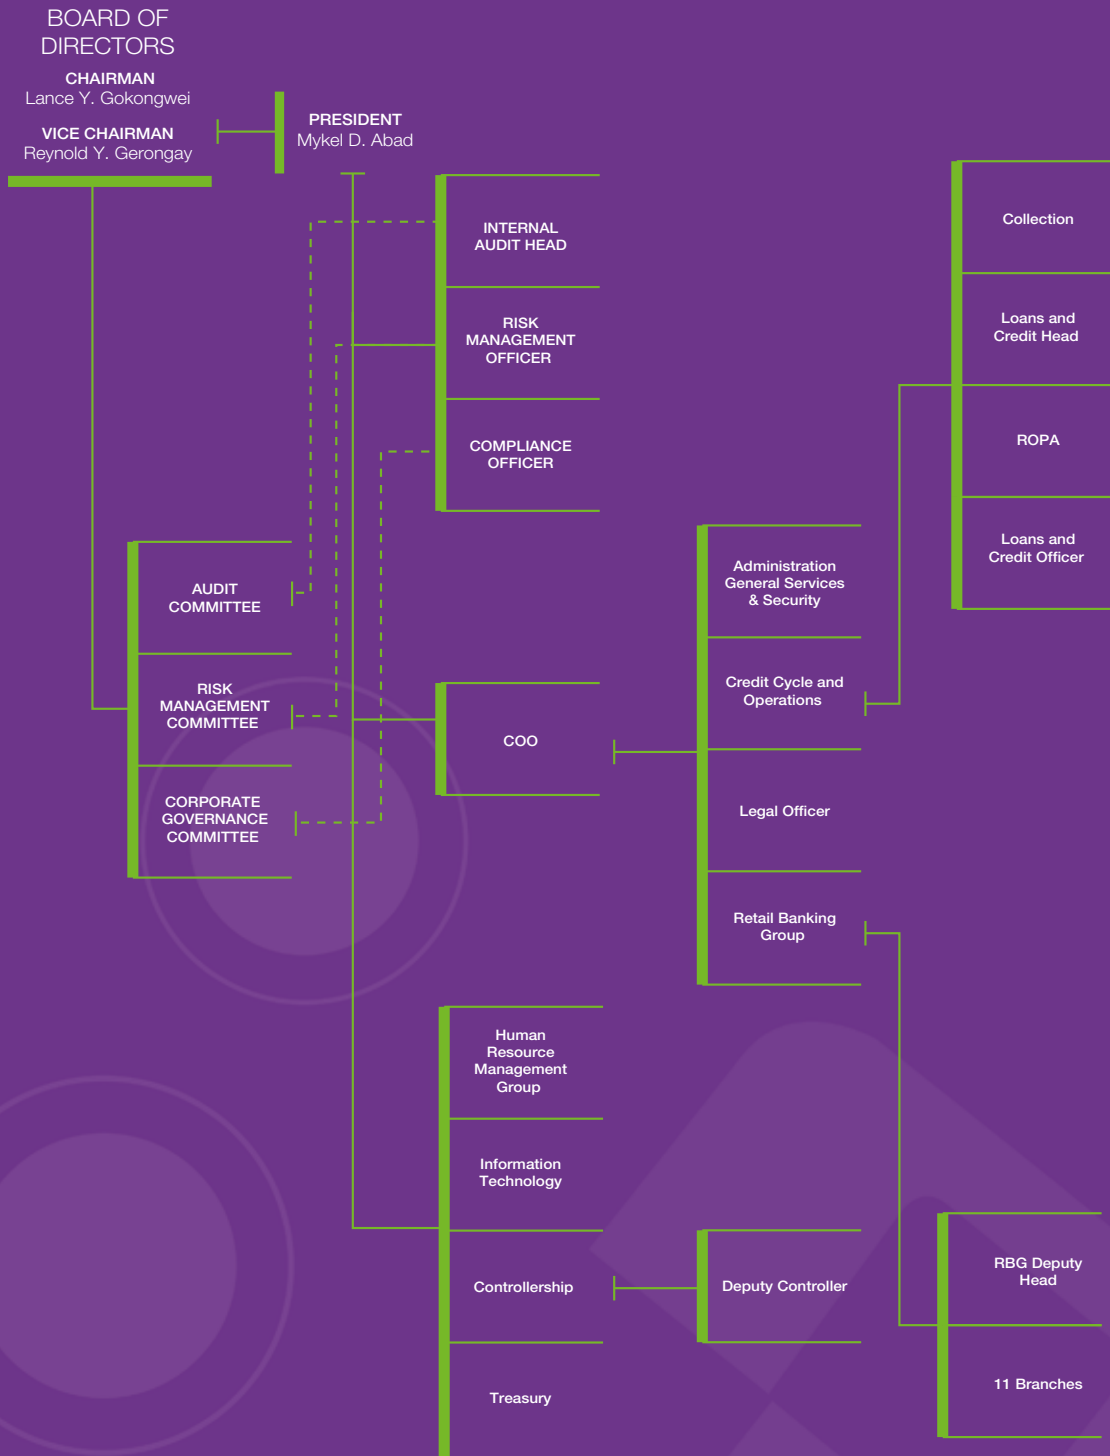 BOARD OF
DIRECTORS
CHAIRMAN
Lance Y. Gokongwei
VICE CHAIRMAN
Reynold Y. Gerongay
PRESIDENT
Mykel D. Abad
INTERNAL
AUDIT HEAD
RISK
MANAGEMENT
OFFICER
COMPLIANCE
OFFICER
AUDIT
COMMITTEE
RISK
MANAGEMENT
COMMITTEE
CORPORATE
GOVERNANCE
COMMITTEE
COO
Administration
General Services
& Security
Credit Cycle and
Operations
Legal Officer
Retail Banking
Group
Collection
Loans and
Credit Head
ROPA
Loans and
Credit Officer
Human
Resource
Management
Group
Information
Technology
Controllership
Treasury
Deputy Controller
RBG Deputy
Head
11 Branches